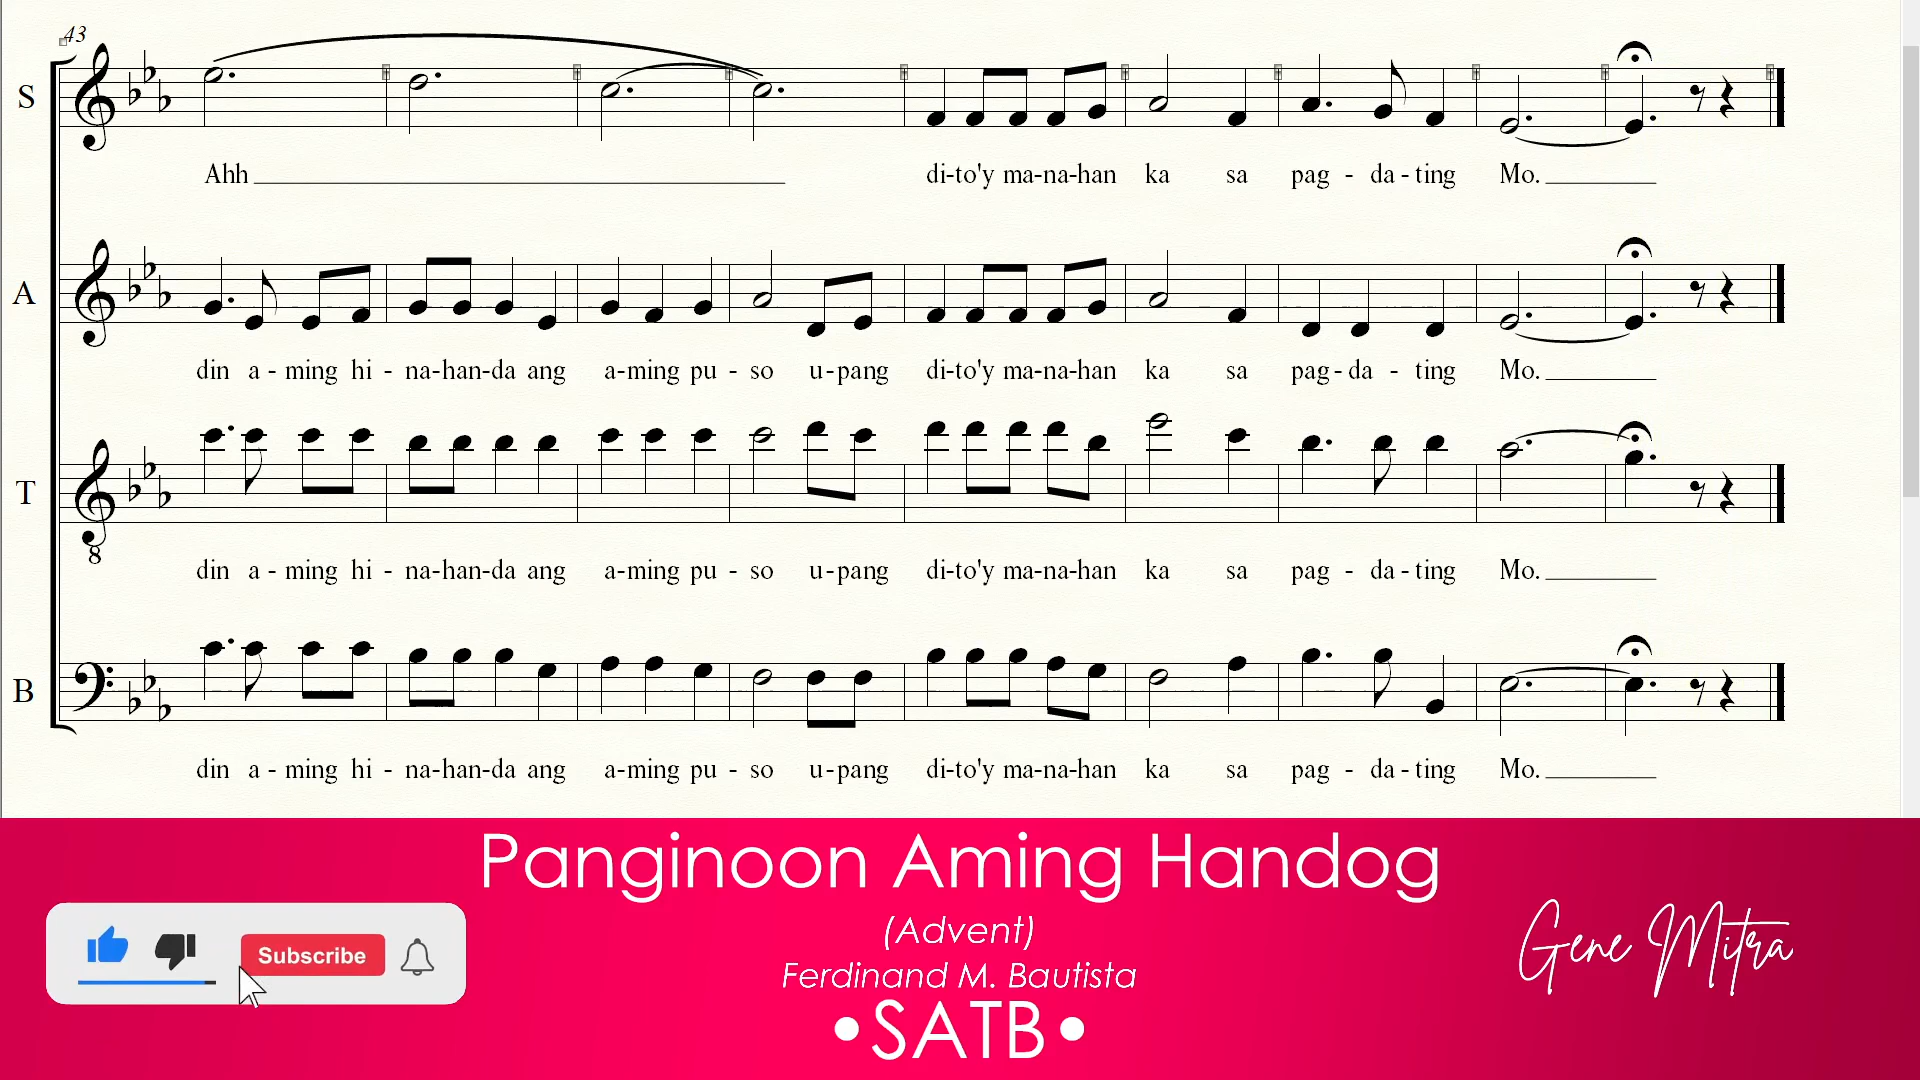 43
S
Ahh di-to'y ma-na-han ka sa pag - da - ting Mo.
A
din a - ming hi - na-han-da ang a-ming pu - so u-pang di-to'y ma-na-han ka sa pag-da - ting Mo.
T
8
din a - ming hi - na-han-da ang a-ming pu - so u-pang di-to'y ma-na-han ka sa pag - da - ting Mo.
B
din a - ming hi - na-han-da ang a-ming pu - so u-pang di-to'y ma-na-han ka sa pag - da - ting Mo.
Panginoon Aming Handog
(Advent)
Ferdinand M. Bautista
•SATB•
Subscribe
Gene Mitra